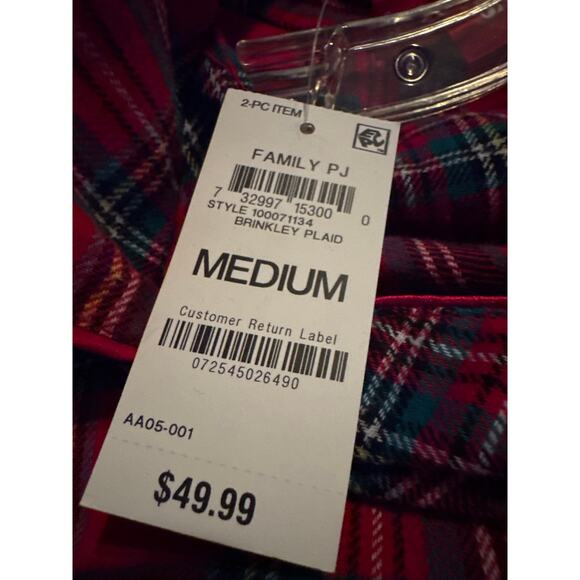 2-PC ITEM
FAMILY PJ
7 32997 15300 0
STYLE 100071134
BRINKLEY PLAID
MEDIUM
Customer Return Label
072545026490
AA05-001
$49.99